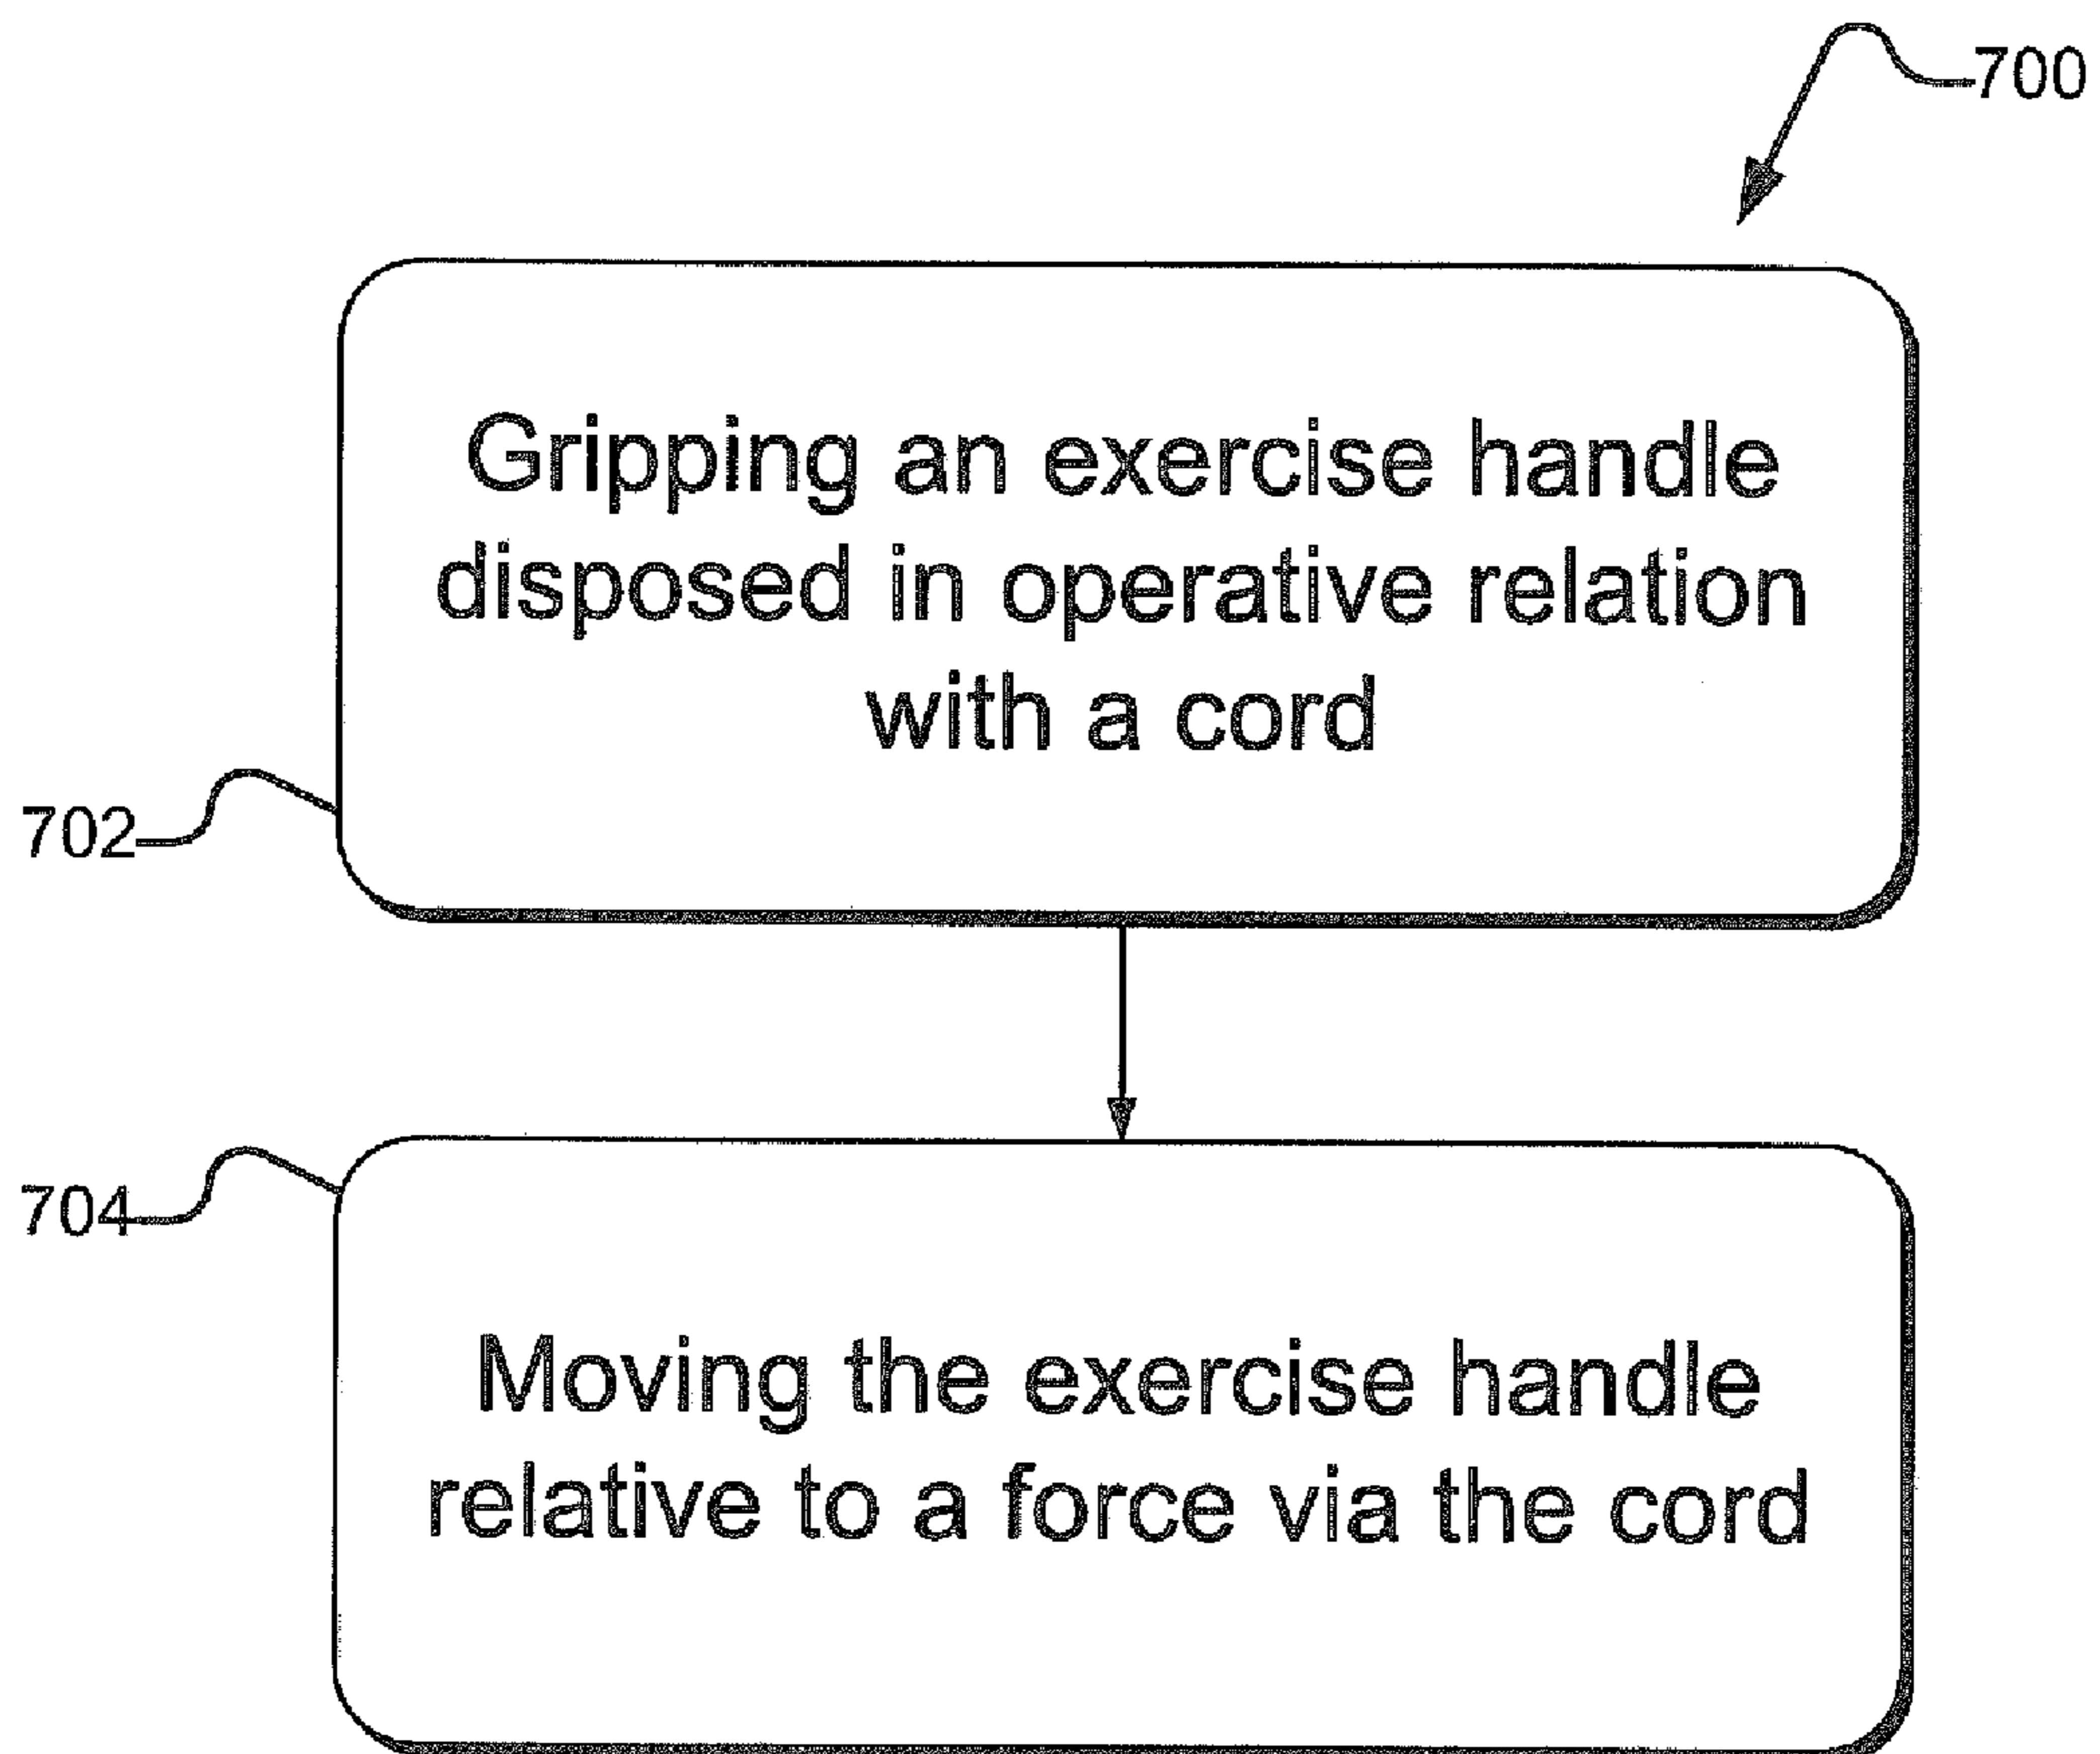 700
Gripping an exercise handle
disposed in operative relation
with a cord
702
704
Moving the exercise handle
relative to a force via the cord